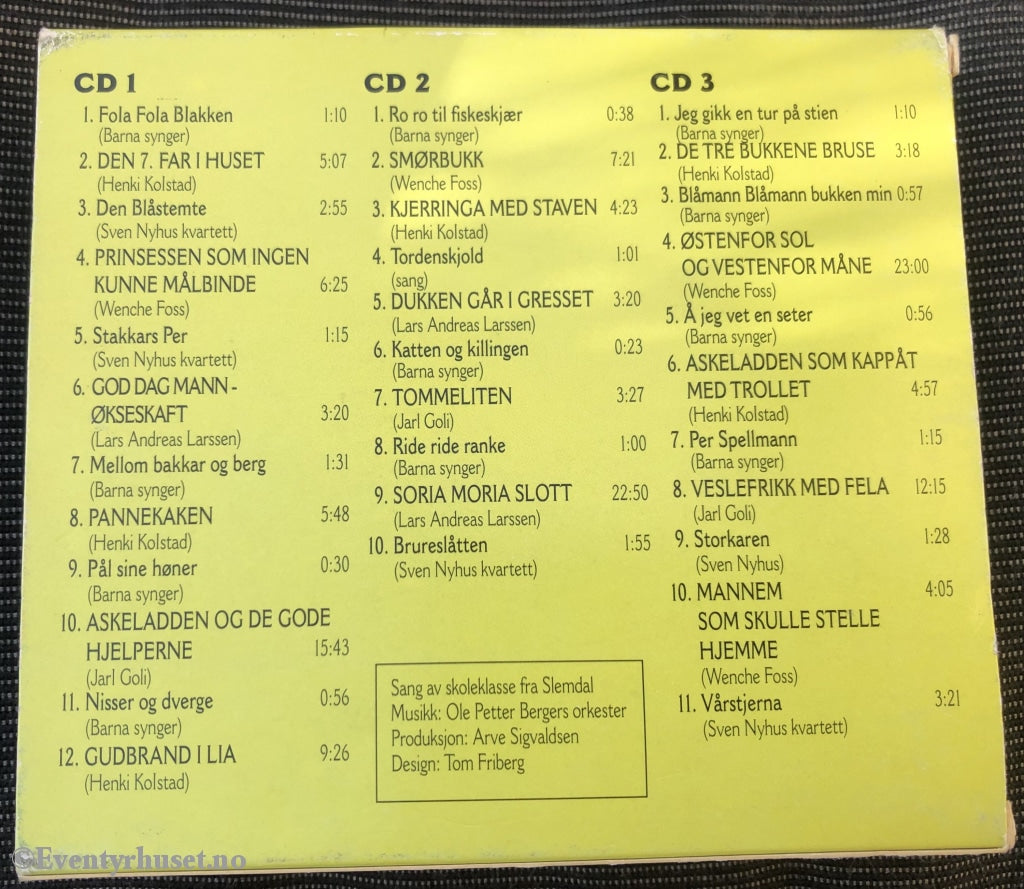 CD 1
1. Fola Fola Blakken 1:10
(Barna synger)
2. DEN 7. FAR I HUSET 5:07
(Henki Kolstad)
3. Den Blåstemte 2:55
(Sven Nyhus kvartett)
4. PRINSESSEN SOM INGEN
KUNNE MÅLBINDE 6:25
(Wenche Foss)
5. Stakkars Per 1:15
(Sven Nyhus kvartett)
6. GOD DAG MANN -
ØKSESKAFT 3:20
(Lars Andreas Larssen)
7. Mellom bakkar og berg 1:31
(Barna synger)
8. PANNEKAKEN 5:48
(Henki Kolstad)
9. Pål sine høner 0:30
(Barna synger)
10. ASKELADDEN OG DE GODE
HJELPERNE 15:43
(Jarl Goli)
11. Nisser og dverge 0:56
(Barna synger)
12. GUDBRAND I LIA 9:26
(Henki Kolstad)
CD 2
1. Ro ro til fiskeskjær 0:38
(Barna synger)
2. SMØRBUKK 7:21
(Wenche Foss)
3. KJERRINGA MED STAVEN 4:23
(Henki Kolstad)
4. Tordenskjold 1:01
(sang)
5. DUKKEN GÅR I GRESSET 3:20
(Lars Andreas Larssen)
6. Katten og killingen 0:23
(Barna synger)
7. TOMMELITEN 3:27
(Jarl Goli)
8. Ride ride ranke 1:00
(Barna synger)
9. SORIA MORIA SLOTT 22:50
(Lars Andreas Larssen)
10. Brureslåtten 1:55
(Sven Nyhus kvartett)
Sang av skoleklasse fra Slemdal
Musikk: Ole Petter Bergers orkester
Produksjon: Arve Sigvaldsen
Design: Tom Friberg
CD 3
1. Jeg gikk en tur på stien 1:10
(Barna synger)
2. DE TRE BUKKENE BRUSE 3:18
(Henki Kolstad)
3. Blåmann Blåmann bukken min 0:57
(Barna synger)
4. ØSTENFOR SOL
OG VESTENFOR MÅNE 23:00
(Wenche Foss)
5. Å jeg vet en seter 0:56
(Barna synger)
6. ASKELADDEN SOM KAPPÅT
MED TROLLET 4:57
(Henki Kolstad)
7. Per Spellmann 1:15
(Barna synger)
8. VESLEFRIKK MED FELA 12:15
(Jarl Goli)
9. Storkaren 1:28
(Sven Nyhus)
10. MANNEM 4:05
SOM SKULLE STELLE
HJEMME
(Wenche Foss)
11. Vårstjerna 3:21
(Sven Nyhus kvartett)
©Eventyrhuset.no